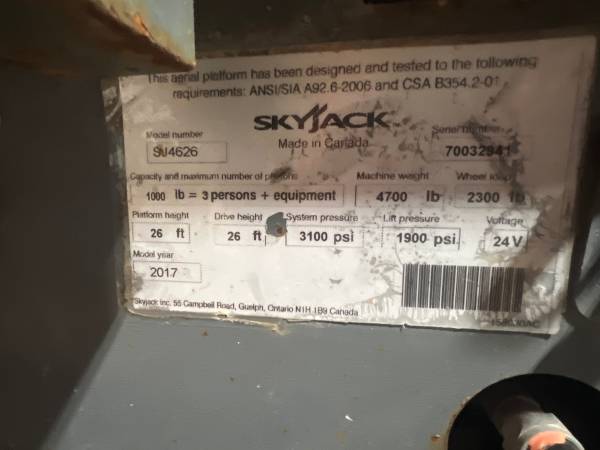 This aerial platform has been designed and tested to the following
requirements: ANSI/SIA A92.6-2006 and CSA B354.2-01
SKYJACK
Made in Canada
Model number Serial number
SJ4626 70032941
Capacity and maximum number of persons Machine weight Wheel load
1000 lb = 3 persons + equipment 4700 lb 2300 lb
Platform height Drive height System pressure Lift pressure Voltage
26 ft 26 ft 3100 psi 1900 psi 24 V
Model year
2017
Skyjack Inc. 55 Campbell Road, Guelph, Ontario N1H 1B9 Canada